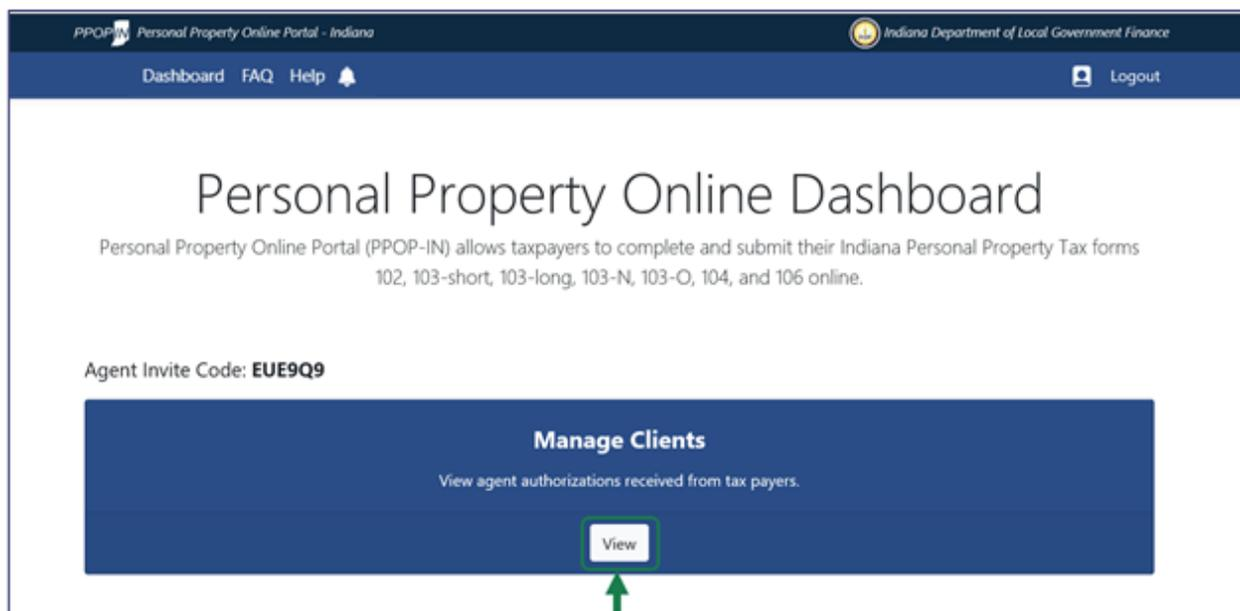 PPOP IN Personal Property Online Portal - Indiana
Indiana Department of Local Government Finance
Dashboard FAQ Help
Logout
Personal Property Online Dashboard
Personal Property Online Portal (PPOP-IN) allows taxpayers to complete and submit their Indiana Personal Property Tax forms
102, 103-short, 103-long, 103-N, 103-O, 104, and 106 online.
Agent Invite Code: EUE9Q9
Manage Clients
View agent authorizations received from tax payers.
View